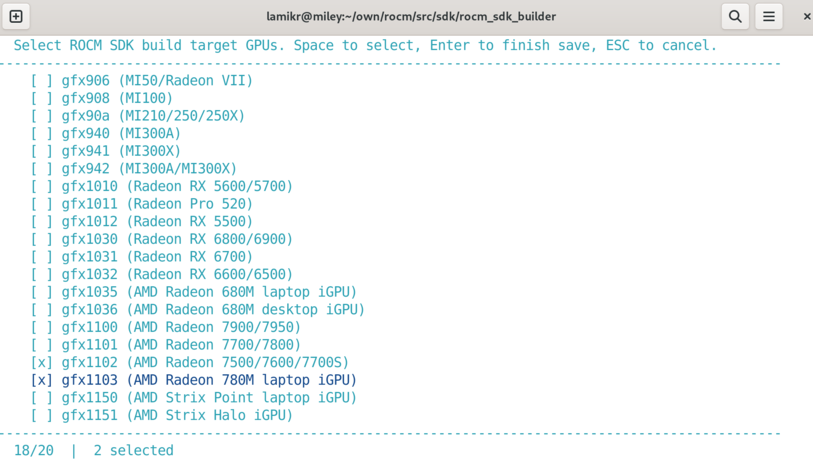 lamikr@miley:~/own/rocm/src/sdk/rocm_sdk_builder
Select ROCM SDK build target GPUs. Space to select, Enter to finish save, ESC to cancel.
--------------------------------------------------------------------------------------------------
[ ] gfx906 (MI50/Radeon VII)
[ ] gfx908 (MI100)
[ ] gfx90a (MI210/250/250X)
[ ] gfx940 (MI300A)
[ ] gfx941 (MI300X)
[ ] gfx942 (MI300A/MI300X)
[ ] gfx1010 (Radeon RX 5600/5700)
[ ] gfx1011 (Radeon Pro 520)
[ ] gfx1012 (Radeon RX 5500)
[ ] gfx1030 (Radeon RX 6800/6900)
[ ] gfx1031 (Radeon RX 6700)
[ ] gfx1032 (Radeon RX 6600/6500)
[ ] gfx1035 (AMD Radeon 680M laptop iGPU)
[ ] gfx1036 (AMD Radeon 680M desktop iGPU)
[ ] gfx1100 (AMD Radeon 7900/7950)
[ ] gfx1101 (AMD Radeon 7700/7800)
[x] gfx1102 (AMD Radeon 7500/7600/7700S)
[x] gfx1103 (AMD Radeon 780M laptop iGPU)
[ ] gfx1150 (AMD Strix Point laptop iGPU)
[ ] gfx1151 (AMD Strix Halo iGPU)
--------------------------------------------------------------------------------------------------
18/20 | 2 selected